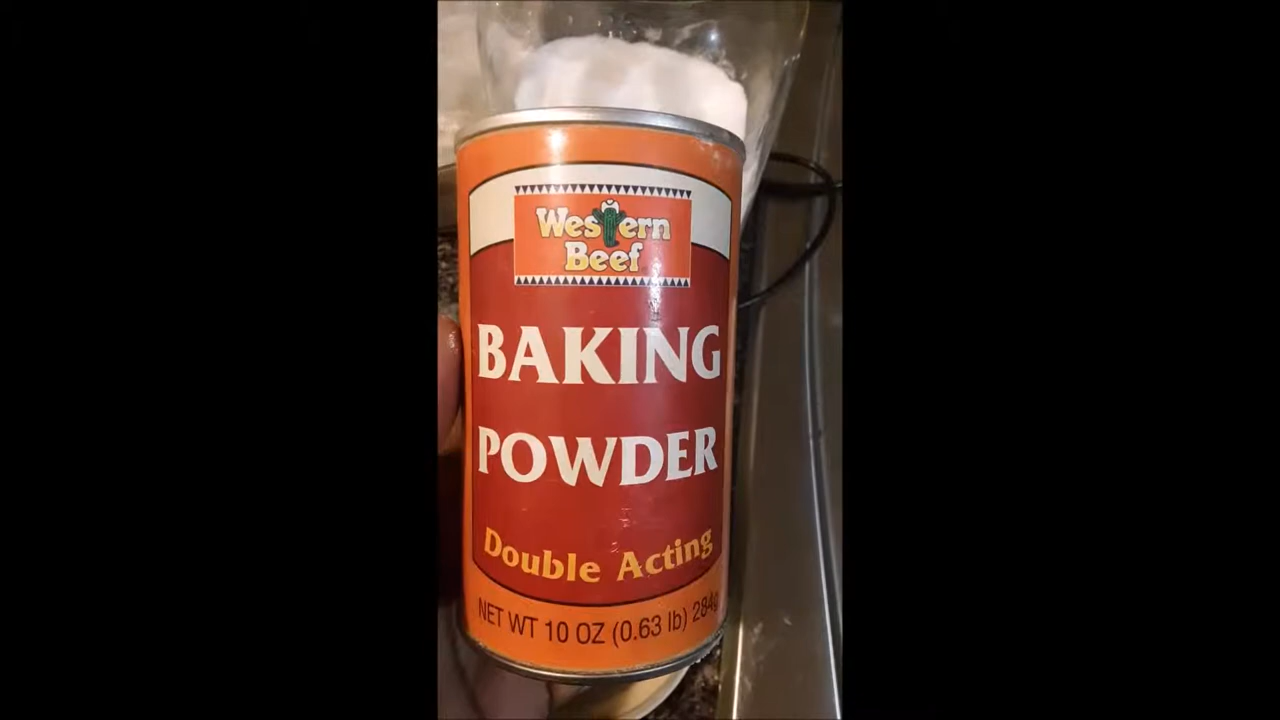 Western
Beef
BAKING
POWDER
Double Acting
NET WT 10 OZ (0.63 lb) 284g